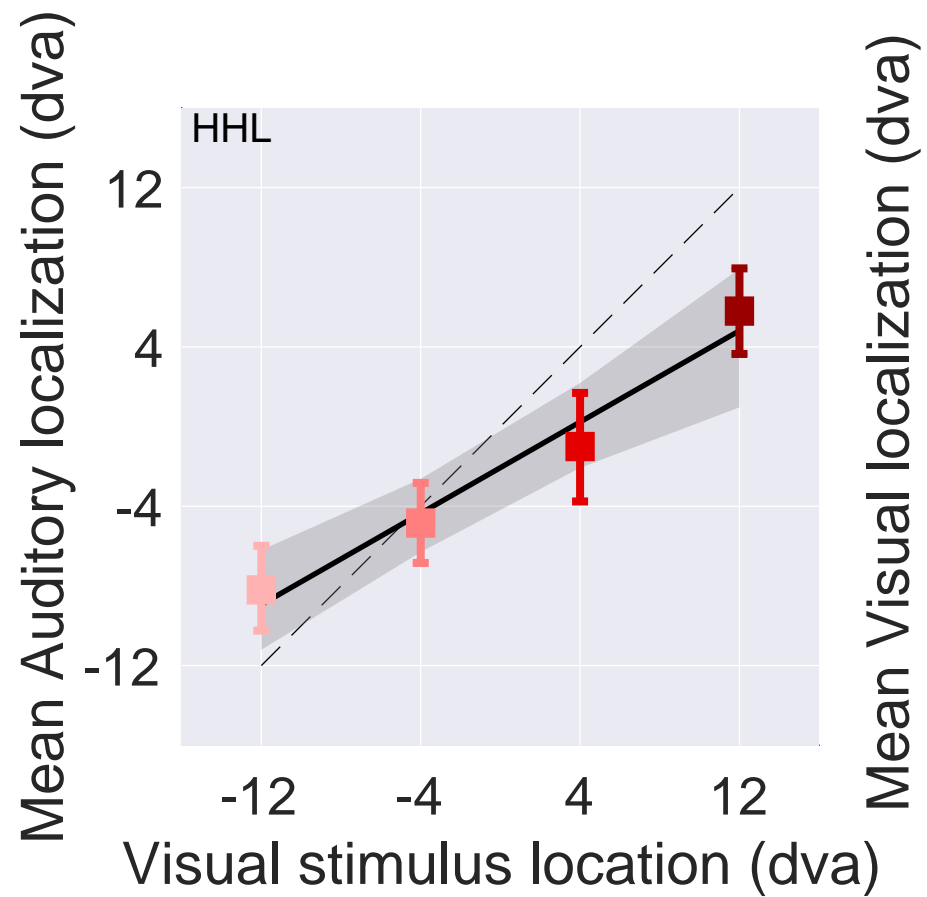 Mean Auditory localization (dva)
HHL
12
4
-4
-12
-12 -4 4 12
Visual stimulus location (dva)
Mean Visual localization (dva)